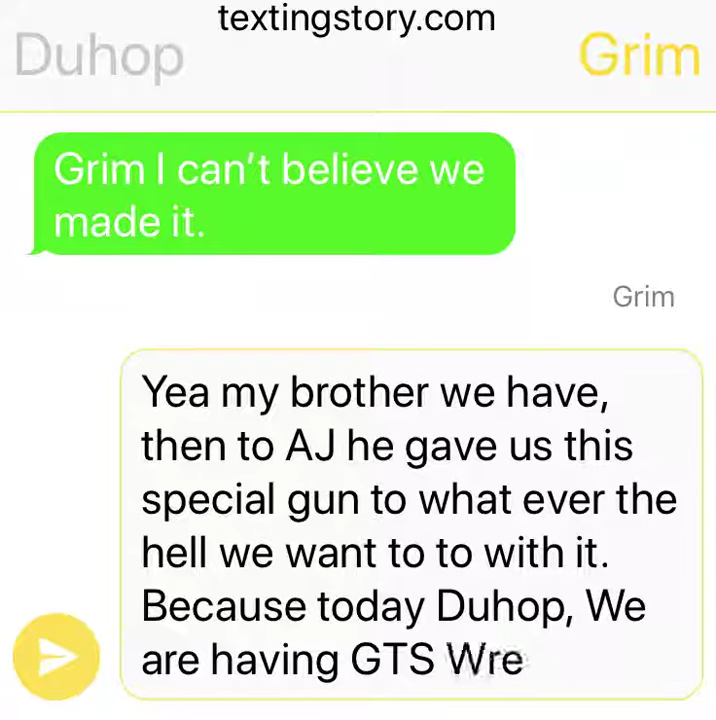 textingstory.com
Duhop
Grim
Grim I can't believe we
made it.
Grim
Yea my brother we have,
then to AJ he gave us this
special gun to what ever the
hell we want to to with it.
Because today Duhop, We
are having GTS Wre